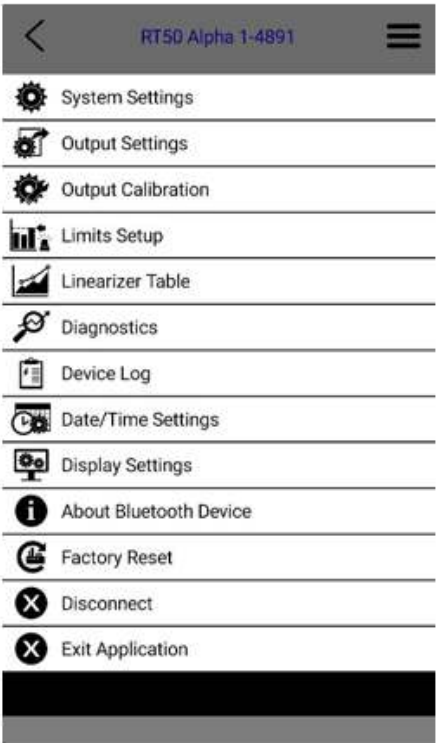 RT50 Alpha 1-4891
System Settings
Output Settings
Output Calibration
Limits Setup
Linearizer Table
Diagnostics
Device Log
Date/Time Settings
Display Settings
About Bluetooth Device
Factory Reset
Disconnect
Exit Application